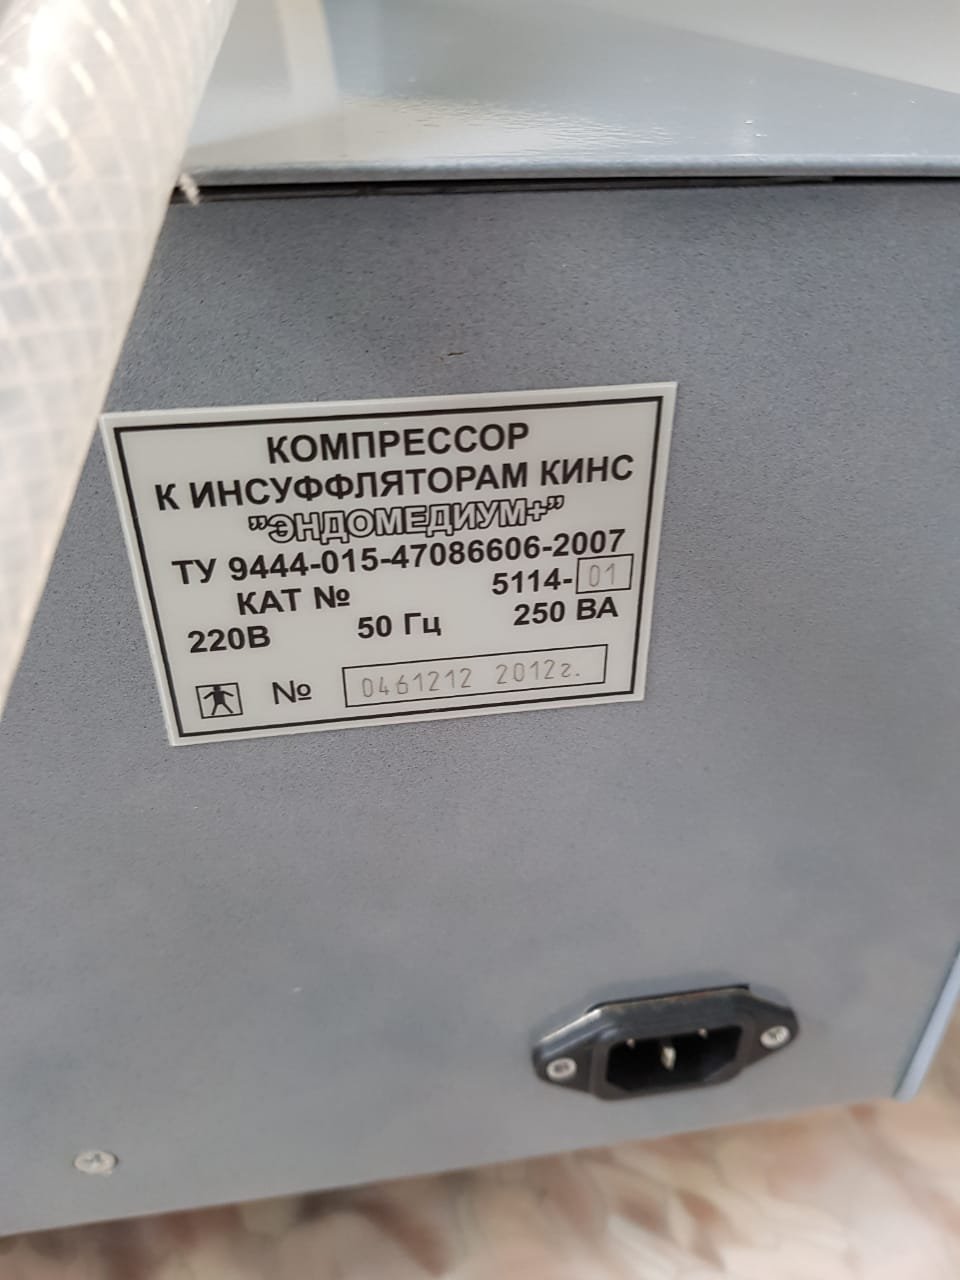 КОМПРЕССОР
К ИНСУФФЛЯТОРАМ КИНС
"ЭНДОМЕДИУМ+"
ТУ 9444-015-47086606-2007
КАТ № 5114-01
220В 50 Гц 250 ВА
№ 0461212 2012г.